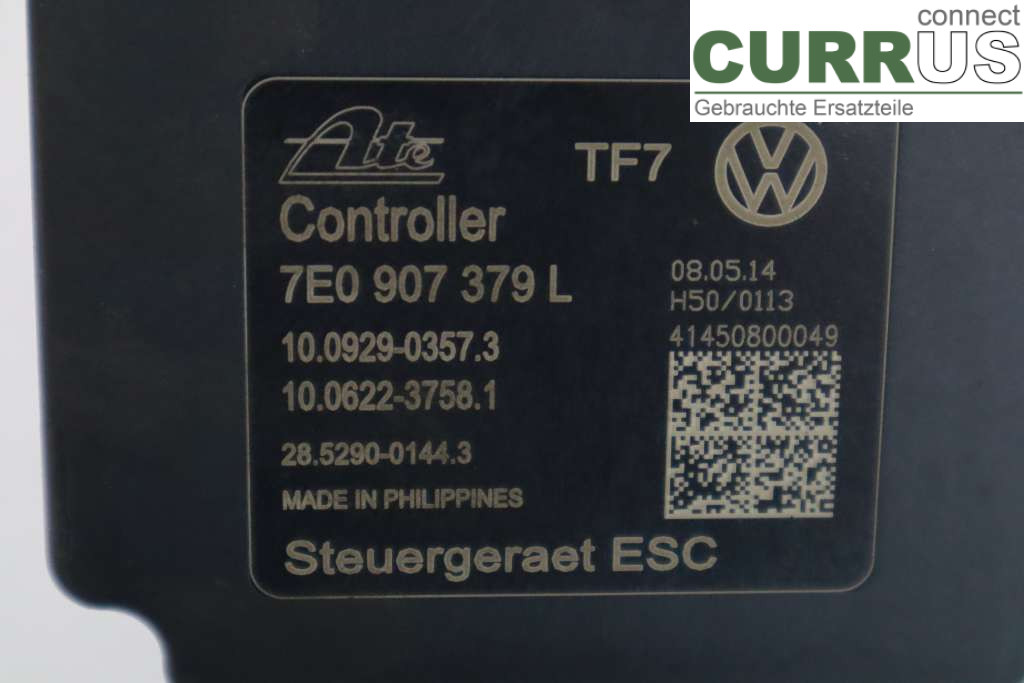 connect
CURRUS
Gebrauchte Ersatzteile
Ate
TF7
Controller
7E0 907 379 L
08.05.14
H50/0113
10.0929-0357.3
41450800049
10.0622-3758.1
28.5290-0144.3
MADE IN PHILIPPINES
Steuergeraet ESC